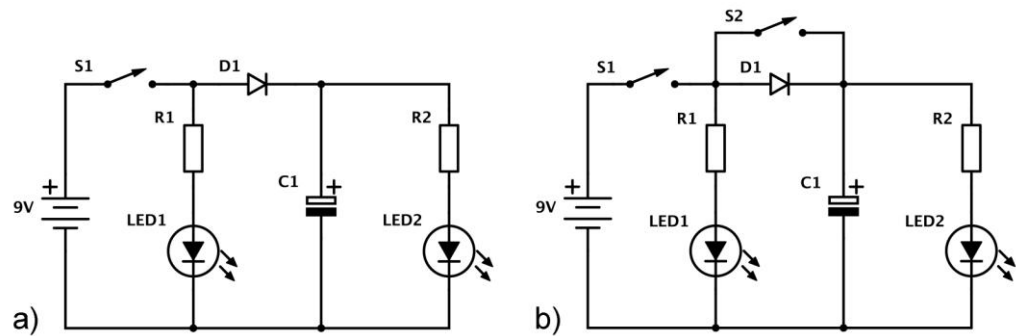 S1
D1
R1
R2
+
9V
C1
+
LED1
LED2
a)
S2
S1
D1
R1
R2
+
9V
C1
+
LED1
LED2
b)